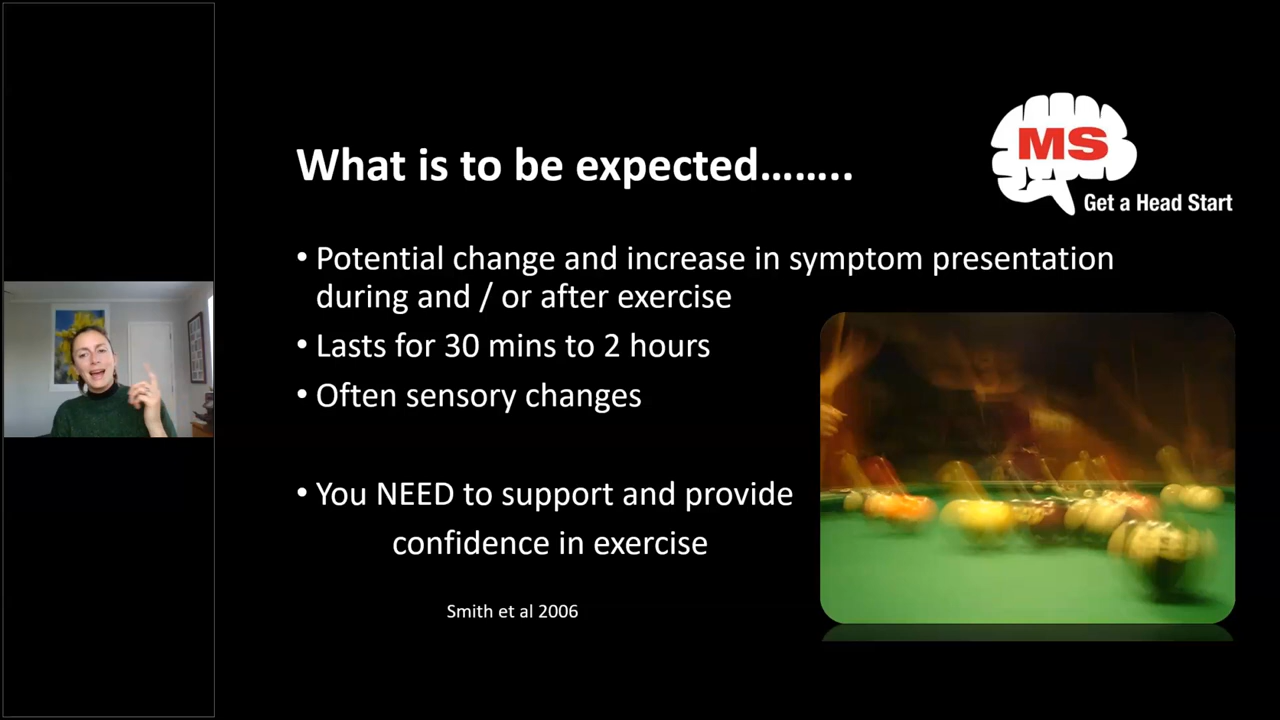 What is to be expected……..
MS
Get a Head Start
• Potential change and increase in symptom presentation
during and / or after exercise
• Lasts for 30 mins to 2 hours
• Often sensory changes
• You NEED to support and provide
confidence in exercise
Smith et al 2006